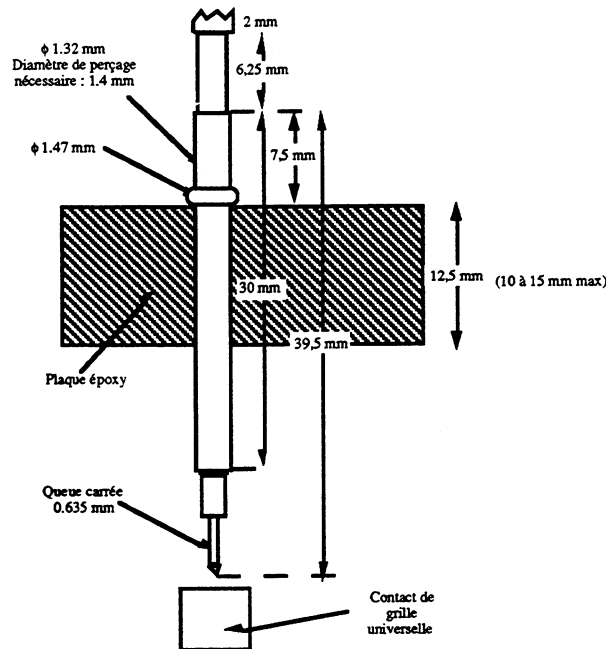 2 mm
φ 1.32 mm
Diamètre de perçage
nécessaire : 1.4 mm
6,25 mm
φ 1.47 mm
7,5 mm
12,5 mm
(10 à 15 mm max)
30 mm
39,5 mm
Plaque époxy
Queue carrée
0.635 mm
Contact de
grille
universelle